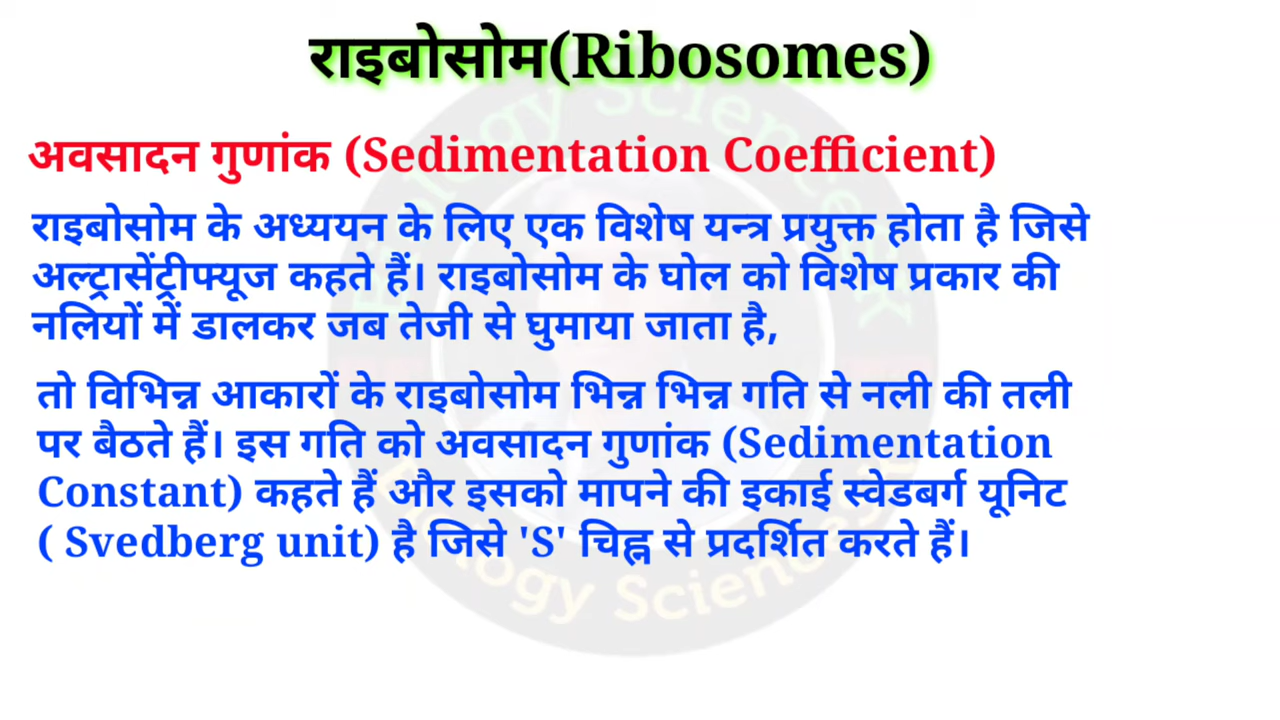 राइबोसोम(Ribosomes)
अवसादन गुणांक (Sedimentation Coefficient)
राइबोसोम के अध्ययन के लिए एक विशेष यन्त्र प्रयुक्त होता है जिसे
अल्ट्रासेंट्रीफ्यूज कहते हैं। राइबोसोम के घोल को विशेष प्रकार की
नलियों में डालकर जब तेजी से घुमाया जाता है,
तो विभिन्न आकारों के राइबोसोम भिन्न भिन्न गति से नली की तली
पर बैठते हैं। इस गति को अवसादन गुणांक (Sedimentation
Constant) कहते हैं और इसको मापने की इकाई स्वेडबर्ग यूनिट
( Svedberg unit) है जिसे 'S' चिह्न से प्रदर्शित करते हैं।